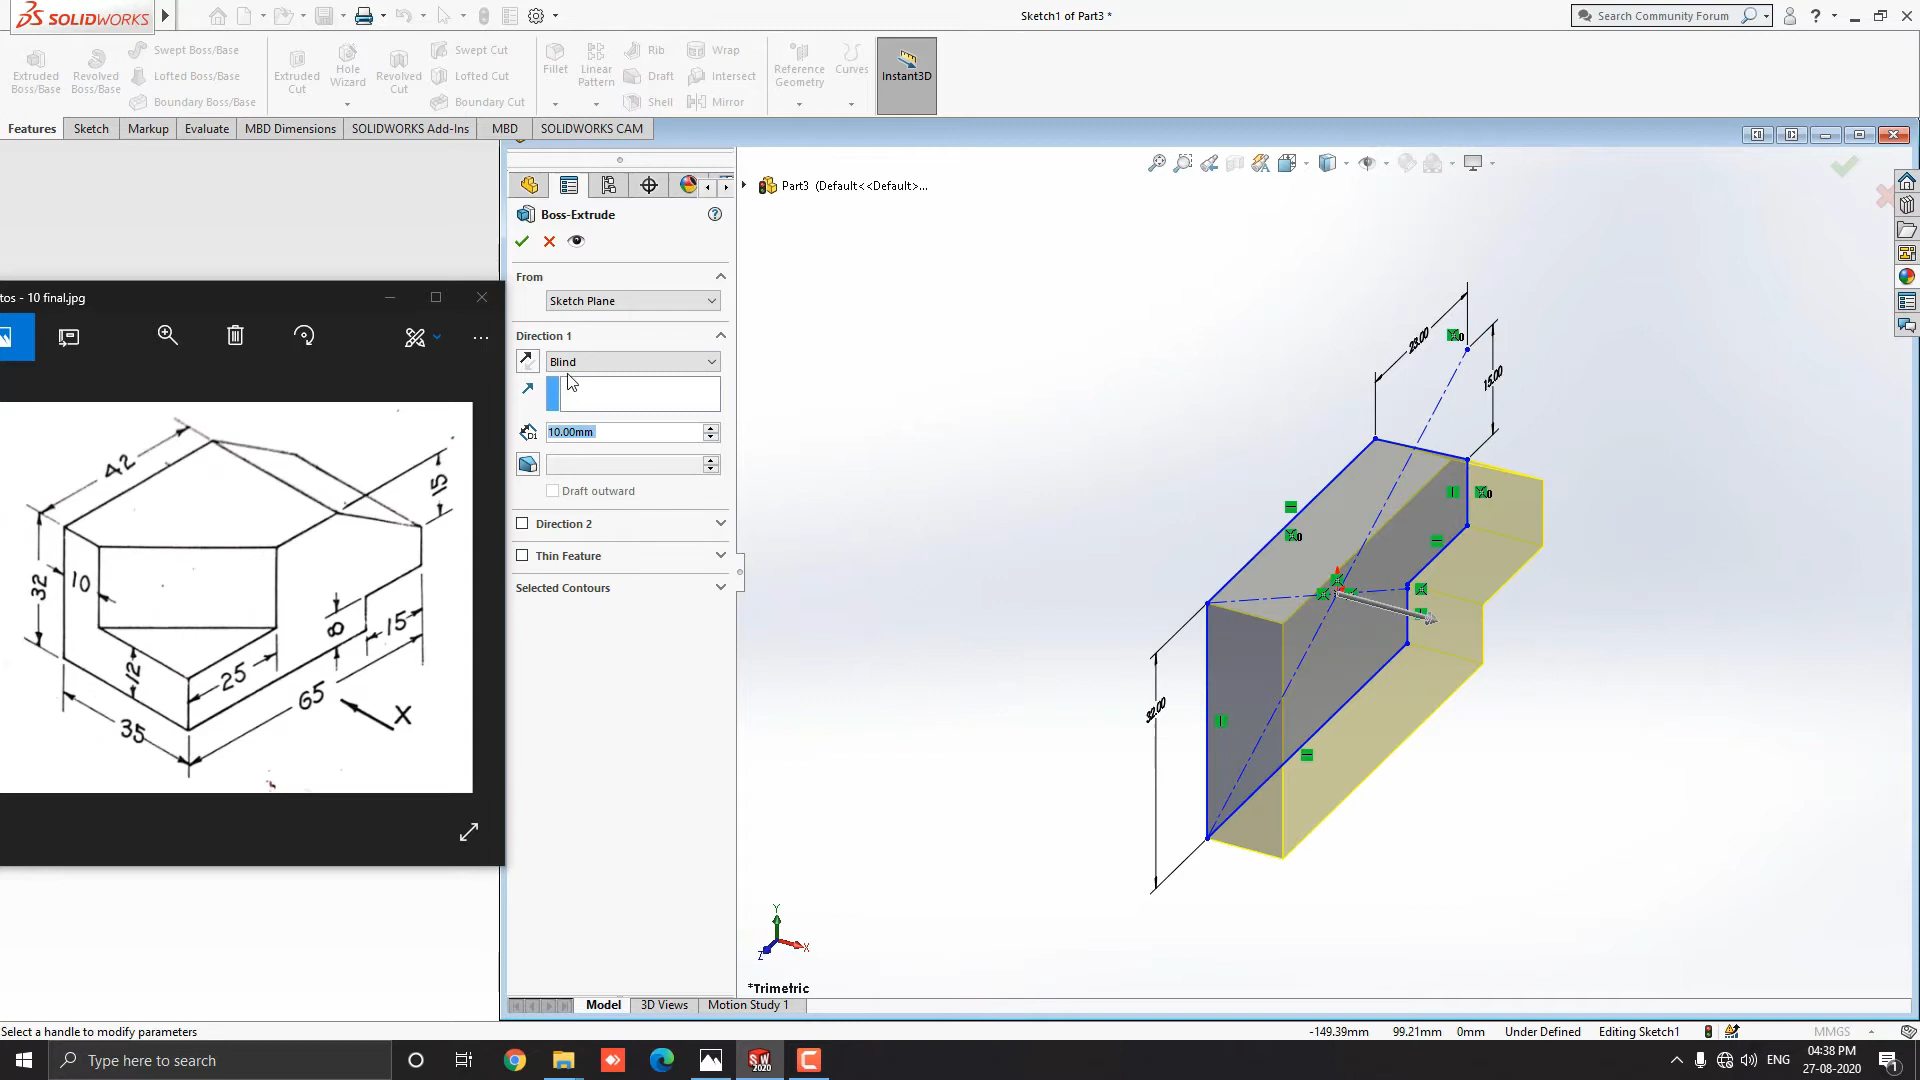 SOLIDWORKS
Sketch1 of Part3 *
Search Community Forum
Extruded Boss/Base
Revolved Boss/Base
Swept Boss/Base
Lofted Boss/Base
Boundary Boss/Base
Extruded Cut
Hole Wizard
Revolved Cut
Swept Cut
Lofted Cut
Boundary Cut
Fillet
Linear Pattern
Rib
Draft
Shell
Wrap
Intersect
Mirror
Reference Geometry
Curves
Instant3D
Features
Sketch
Markup
Evaluate
MBD Dimensions
SOLIDWORKS Add-Ins
MBD
SOLIDWORKS CAM
Part3 (Default<<Default>...
Boss-Extrude
From
Sketch Plane
Direction 1
Blind
10.00mm
Draft outward
Direction 2
Thin Feature
Selected Contours
tos - 10 final.jpg
42
15
32
10
8
15
12
25
65
35
X
23.00
15.00
32.00
Y
X
Z
*Trimetric
Model
3D Views
Motion Study 1
Select a handle to modify parameters
-149.39mm
99.21mm
0mm
Under Defined
Editing Sketch1
MMGS
Type here to search
SW 2020
ENG
04:38 PM
27-08-2020
1